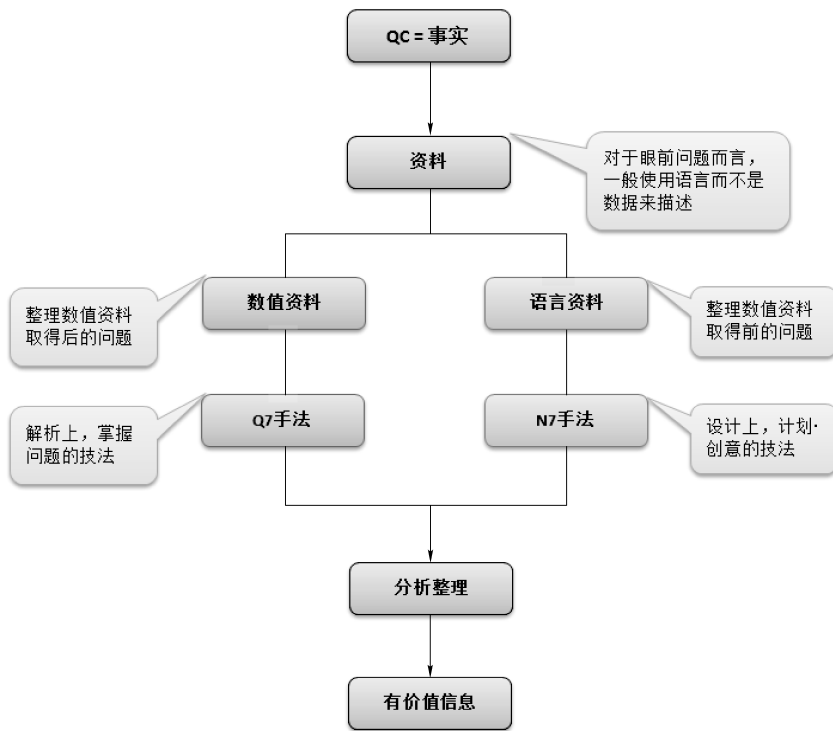 QC = 事实
资料
对于眼前问题而言，
一般使用语言而不是
数据来描述
数值资料
语言资料
整理数值资料
取得后的问题
整理数值资料
取得前的问题
Q7手法
N7手法
解析上，掌握
问题的技法
设计上，计划·
创意的技法
分析整理
有价值信息